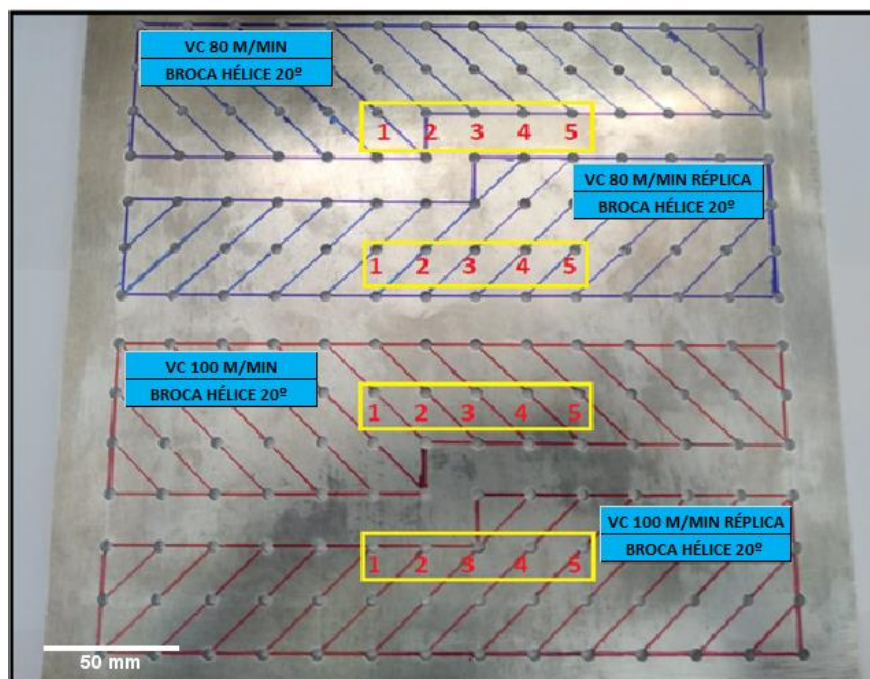 VC 80 M/MIN
BROCA HÉLICE 20º
1 2 3 4 5
VC 80 M/MIN RÉPLICA
BROCA HÉLICE 20º
1 2 3 4 5
VC 100 M/MIN
BROCA HÉLICE 20º
1 2 3 4 5
VC 100 M/MIN RÉPLICA
BROCA HÉLICE 20º
1 2 3 4 5
50 mm